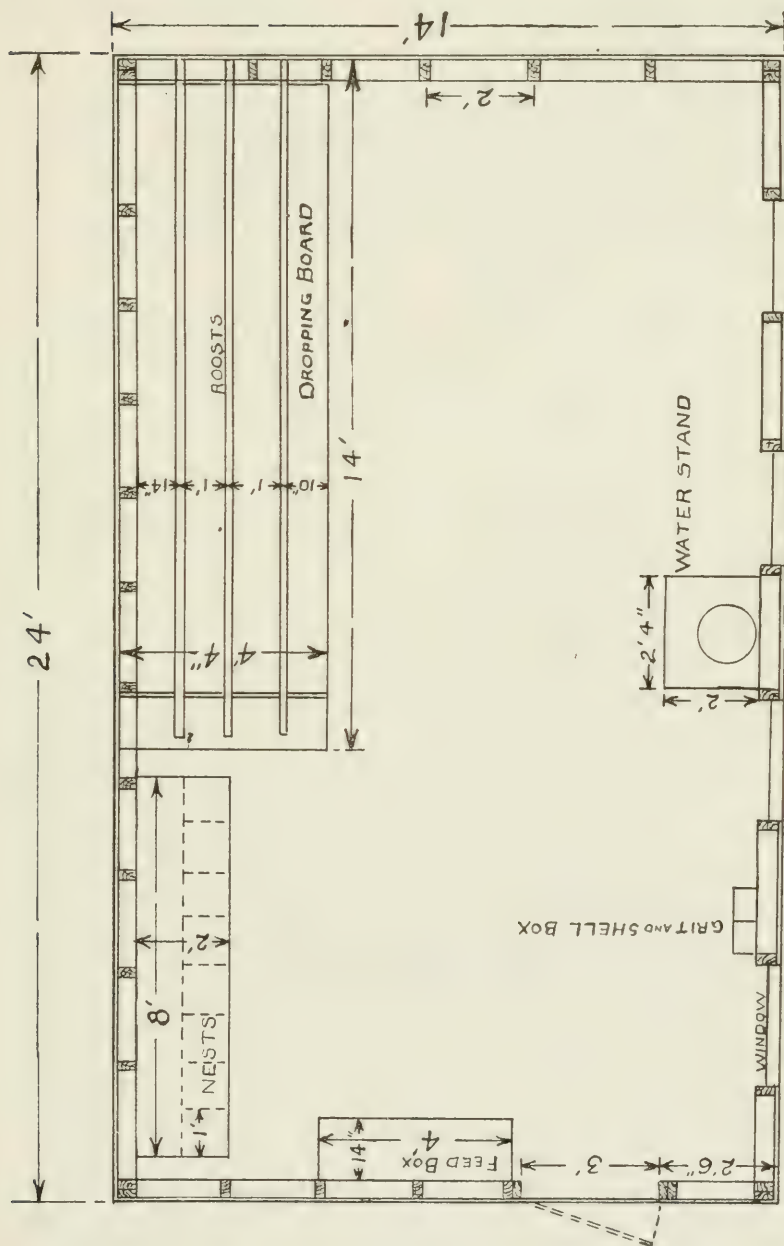 14'
24'
2'
ROOSTS
DROPPING BOARD
14"
1'
1'
10"
14'
4' 4"
WATER STAND
2' 4"
2'
8'
2'
NESTS
1'
GRIT AND SHELL BOX
WINDOW
FEED BOX
14"
4'
3'
2'6"